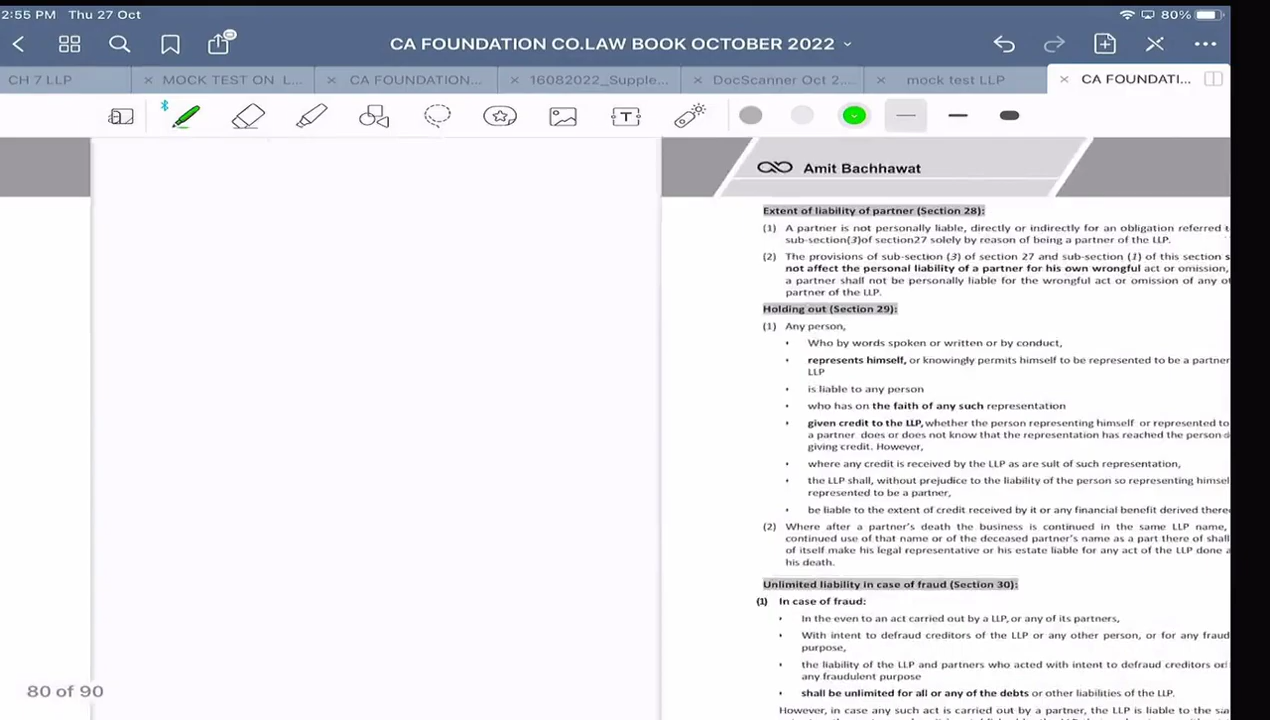 2:55 PM Thu 27 Oct
80%
CA FOUNDATION CO.LAW BOOK OCTOBER 2022
CH 7 LLP
MOCK TEST ON L...
CA FOUNDATION...
16082022_Supple...
DocScanner Oct 2...
mock test LLP
CA FOUNDATI...
T
Amit Bachhawat
Extent of liability of partner (Section 28):
(1) A partner is not personally liable, directly or indirectly for an obligation referred t
sub-section(3)of section27 solely by reason of being a partner of the LLP.
(2) The provisions of sub-section (3) of section 27 and sub-section (1) of this section s
not affect the personal liability of a partner for his own wrongful act or omission,
a partner shall not be personally liable for the wrongful act or omission of any o
partner of the LLP.
Holding out (Section 29):
(1) Any person,
• Who by words spoken or written or by conduct,
• represents himself, or knowingly permits himself to be represented to be a partner
LLP
• is liable to any person
• who has on the faith of any such representation
• given credit to the LLP, whether the person representing himself or represented to
a partner does or does not know that the representation has reached the person
giving credit. However,
• where any credit is received by the LLP as are sult of such representation,
• the LLP shall, without prejudice to the liability of the person so representing himsel
represented to be a partner,
• be liable to the extent of credit received by it or any financial benefit derived there
(2) Where after a partner's death the business is continued in the same LLP name,
continued use of that name or of the deceased partner's name as a part there of shall
of itself make his legal representative or his estate liable for any act of the LLP done a
his death.
Unlimited liability in case of fraud (Section 30):
(1) In case of fraud:
• In the even to an act carried out by a LLP, or any of its partners,
• With intent to defraud creditors of the LLP or any other person, or for any fraud
purpose,
• the liability of the LLP and partners who acted with intent to defraud creditors or
any fraudulent purpose
• shall be unlimited for all or any of the debts or other liabilities of the LLP.
However, in case any such act is carried out by a partner, the LLP is liable to the sa
80 of 90